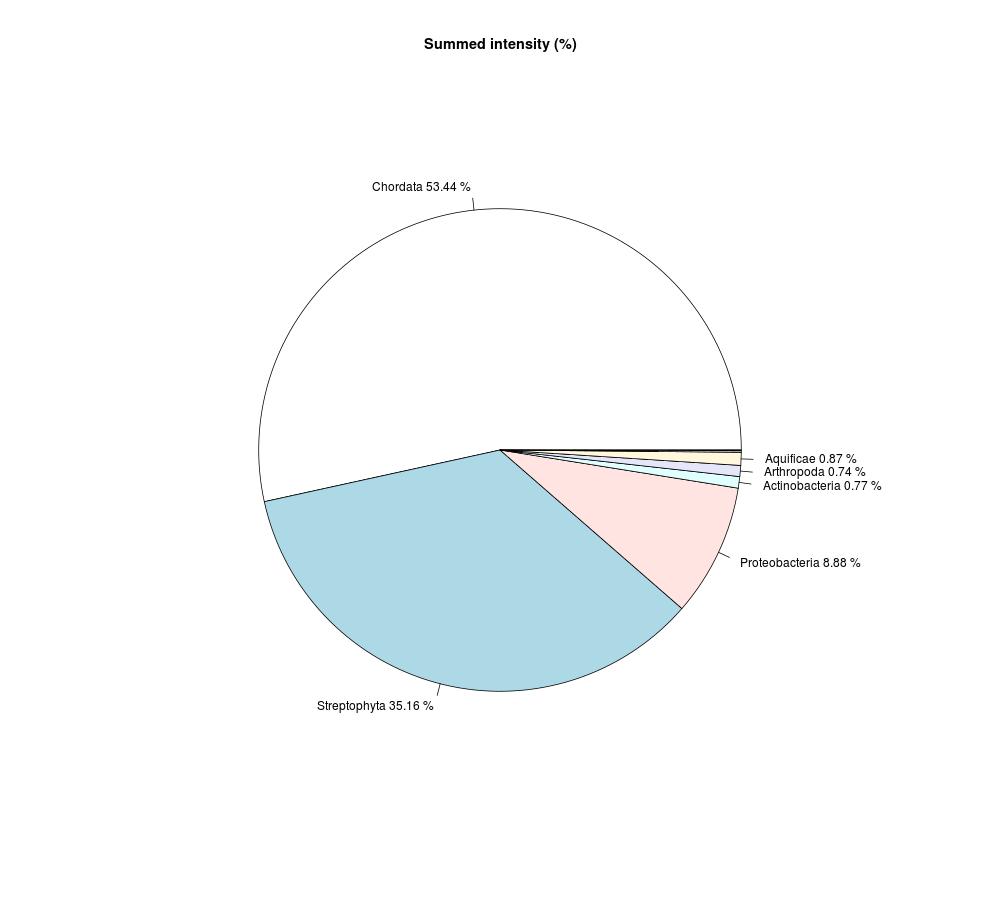 Summed intensity (%)
Chordata 53.44 %
Aquificae 0.87 %
Arthropoda 0.74 %
Actinobacteria 0.77 %
Proteobacteria 8.88 %
Streptophyta 35.16 %